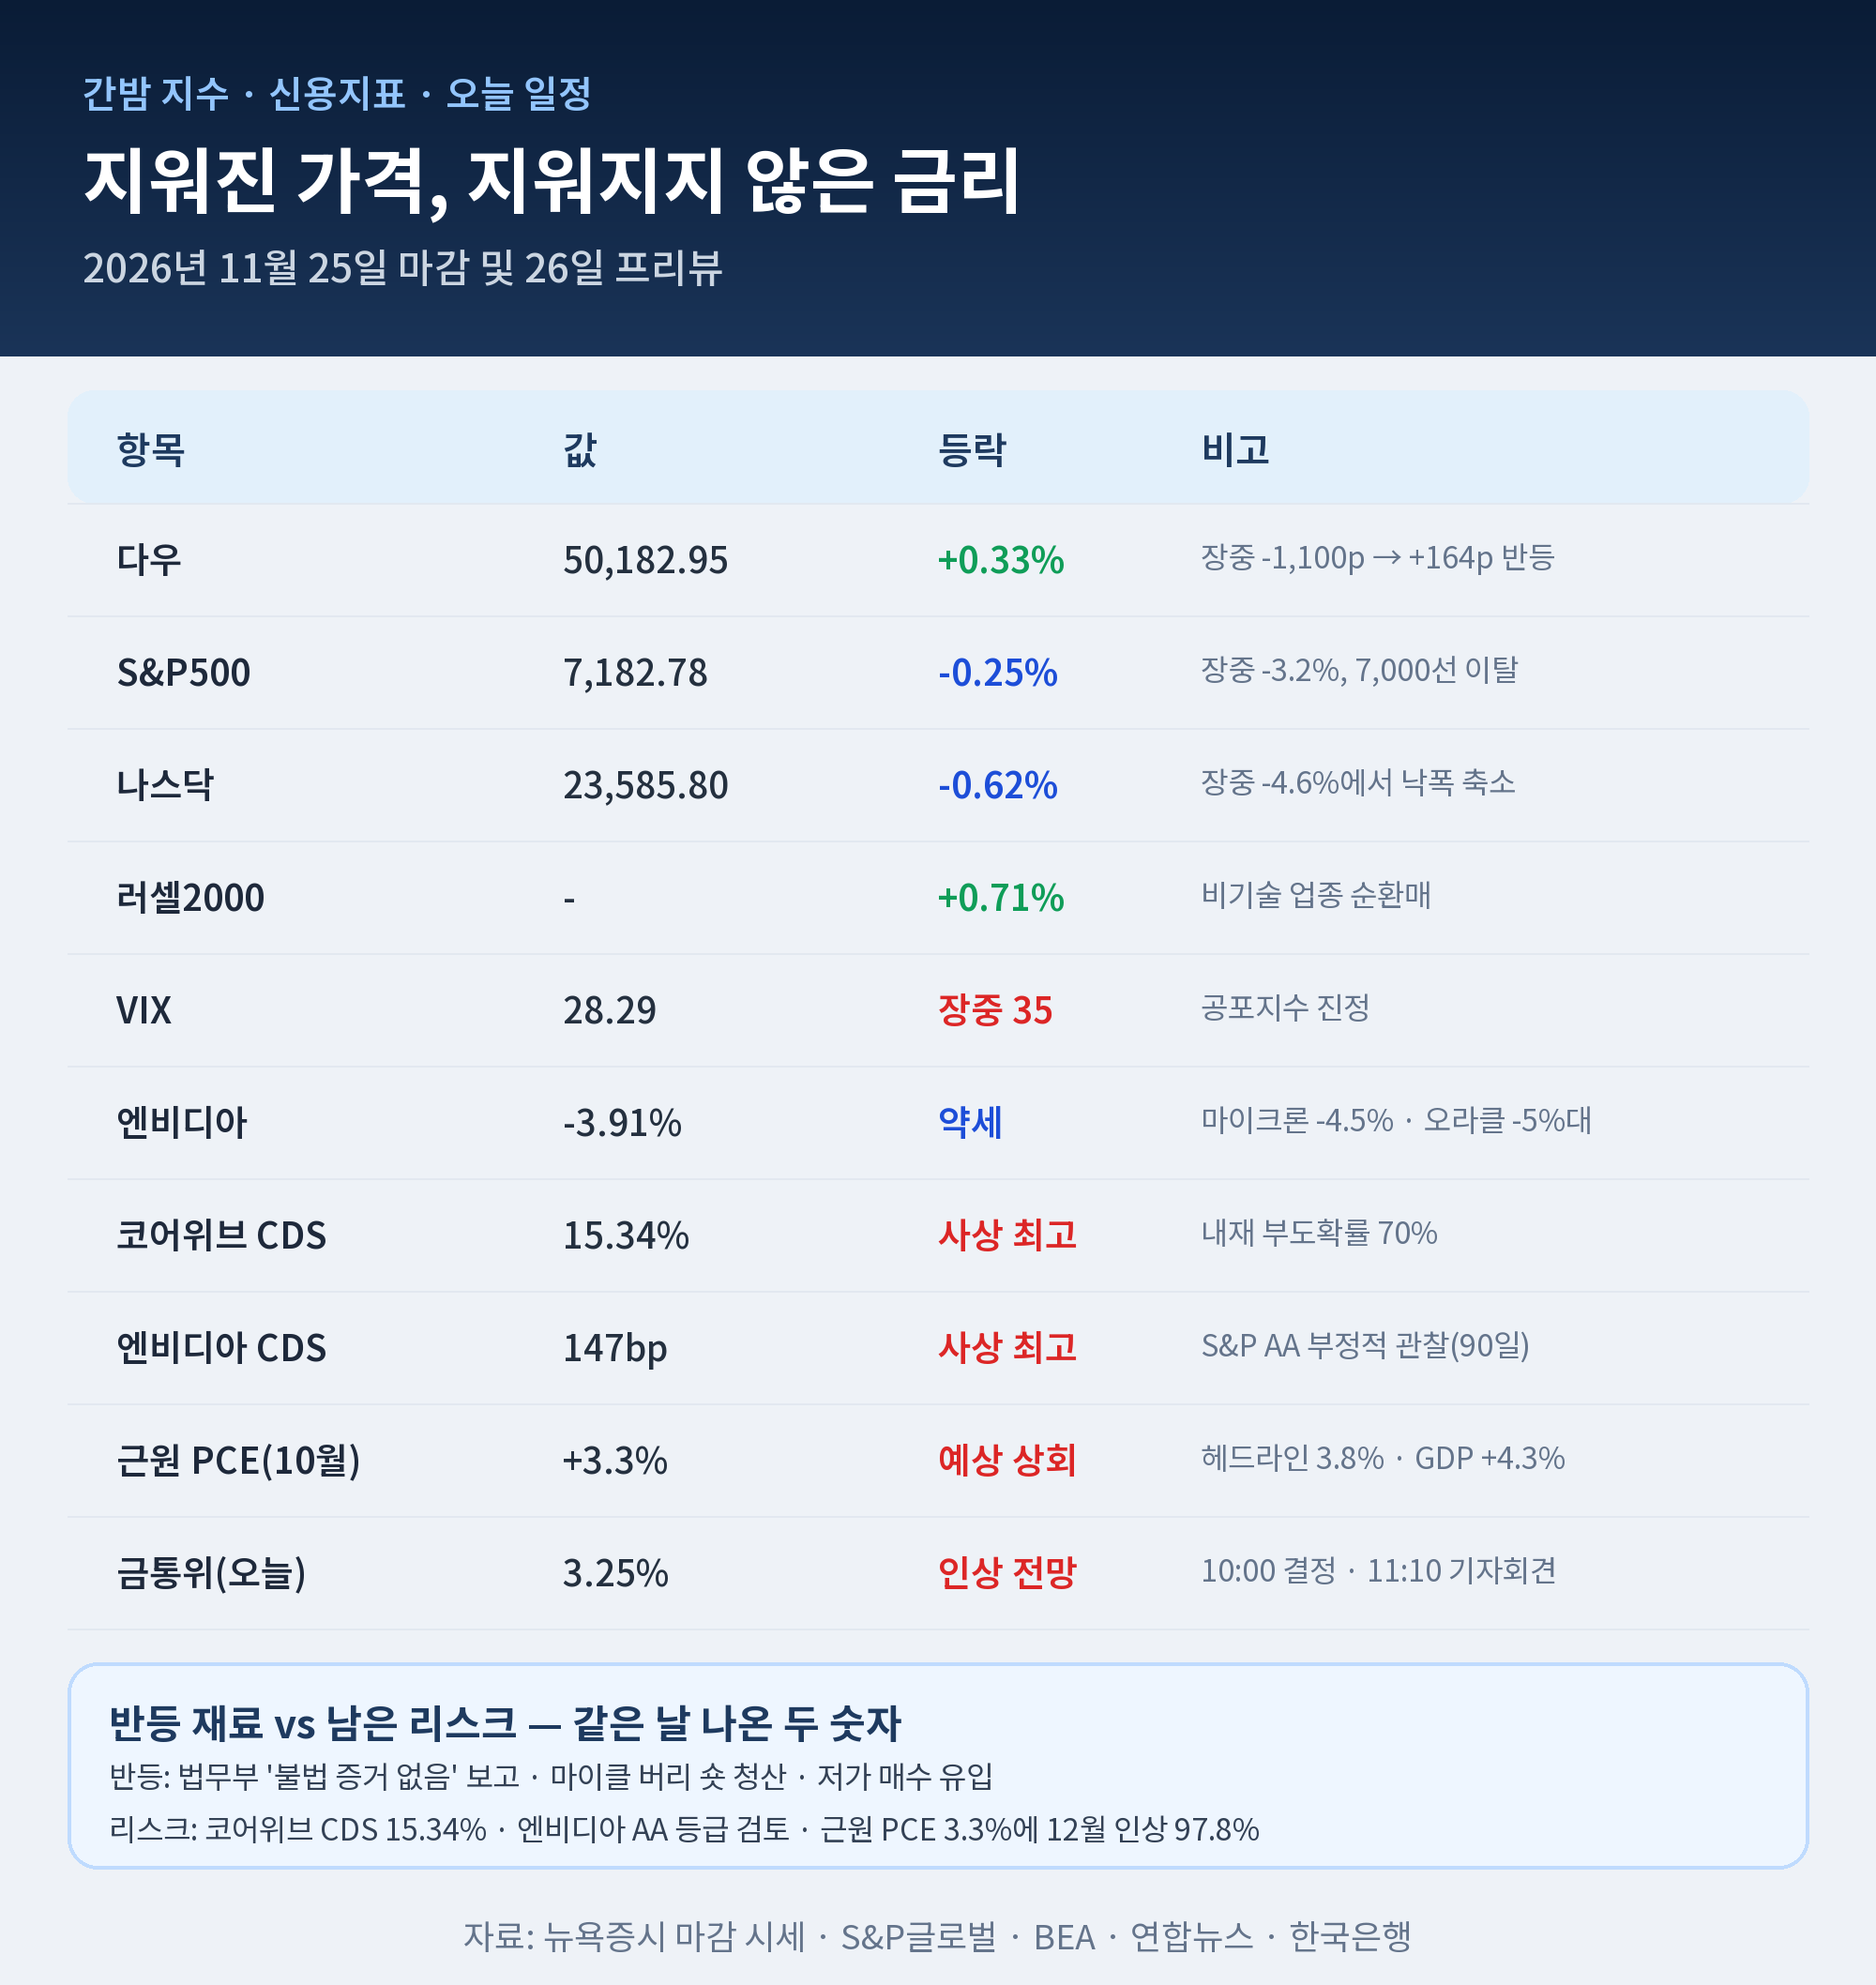 간밤 지수 · 신용지표 · 오늘 일정
지워진 가격, 지워지지 않은 금리
2026년 11월 25일 마감 및 26일 프리뷰
항목 값 등락 비고
다우 50,182.95 +0.33% 장중 -1,100p → +164p 반등
S&P500 7,182.78 -0.25% 장중 -3.2%, 7,000선 이탈
나스닥 23,585.80 -0.62% 장중 -4.6%에서 낙폭 축소
러셀2000 - +0.71% 비기술 업종 순환매
VIX 28.29 장중 35 공포지수 진정
엔비디아 -3.91% 약세 마이크론 -4.5% · 오라클 -5%대
코어위브 CDS 15.34% 사상 최고 내재 부도확률 70%
엔비디아 CDS 147bp 사상 최고 S&P AA 부정적 관찰(90일)
근원 PCE(10월) +3.3% 예상 상회 헤드라인 3.8% · GDP +4.3%
금통위(오늘) 3.25% 인상 전망 10:00 결정 · 11:10 기자회견
반등 재료 vs 남은 리스크 — 같은 날 나온 두 숫자
반등: 법무부 '불법 증거 없음' 보고 · 마이클 버리 숏 청산 · 저가 매수 유입
리스크: 코어위브 CDS 15.34% · 엔비디아 AA 등급 검토 · 근원 PCE 3.3%에 12월 인상 97.8%
자료: 뉴욕증시 마감 시세 · S&P글로벌 · BEA · 연합뉴스 · 한국은행